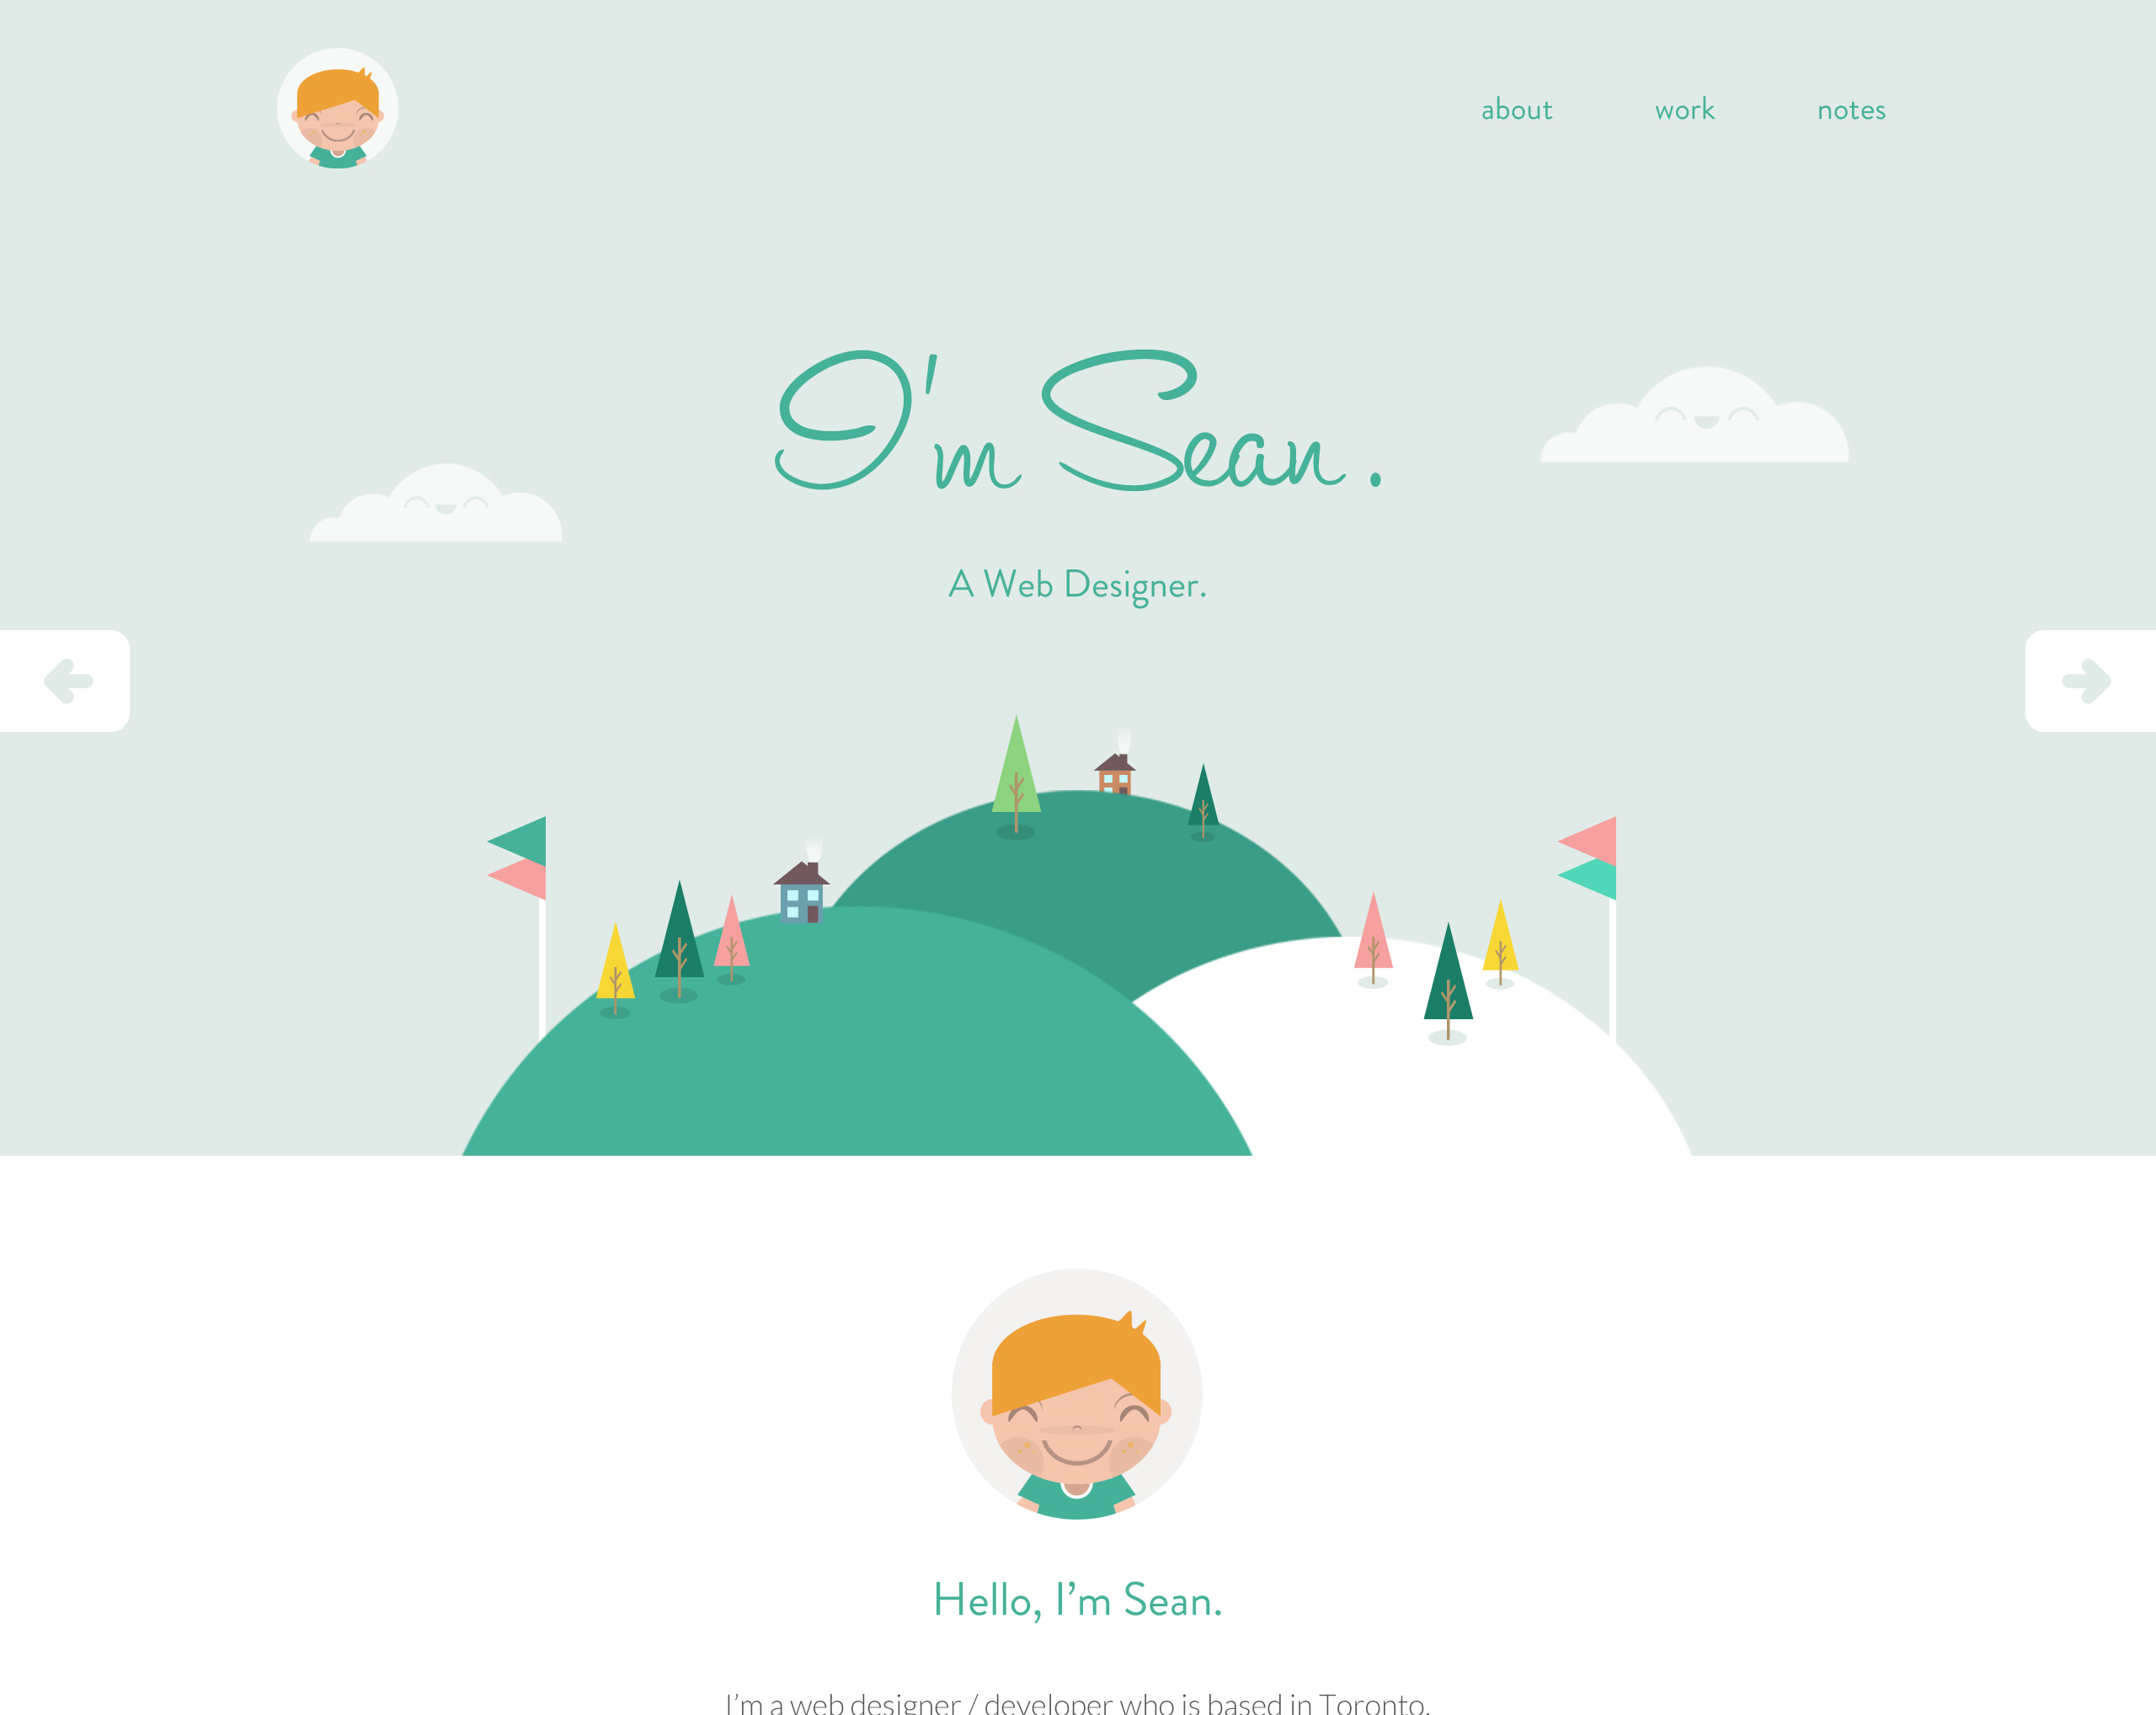 about work notes
I'm Sean.
A Web Designer.
Hello, I'm Sean.
I'm a web designer / developer who is based in Toronto.